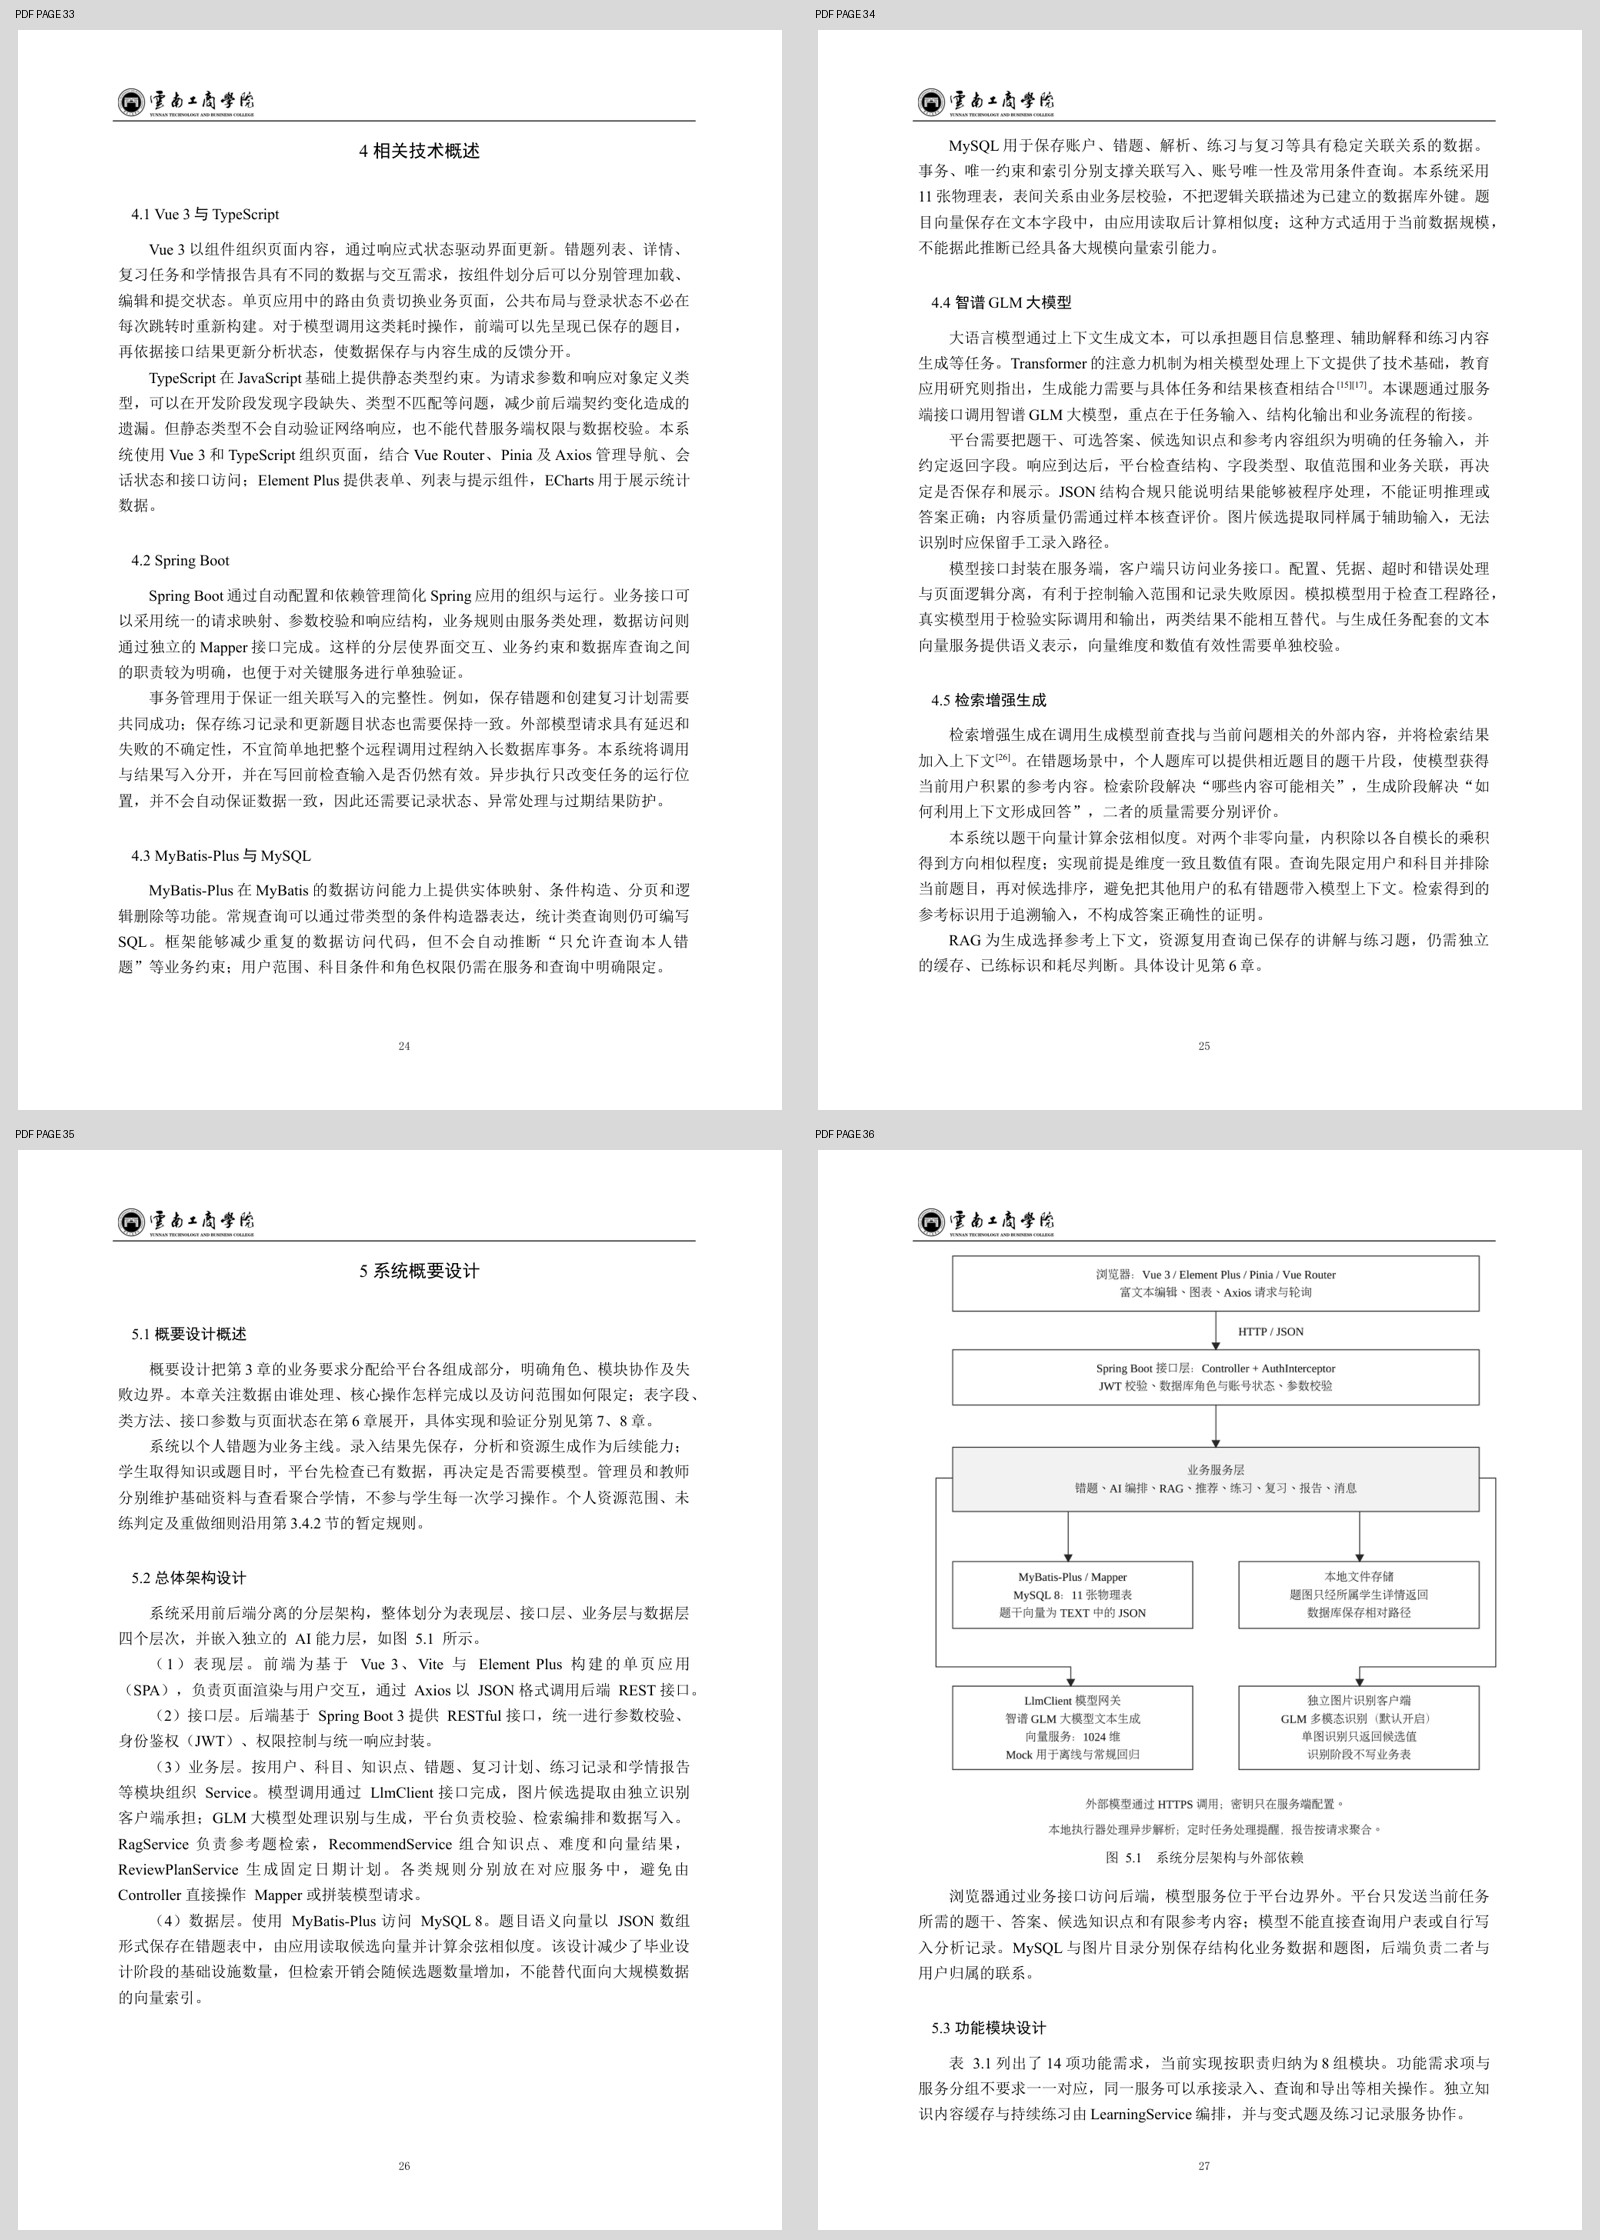 PDF PAGE 33
雲南工商學院
YUNNAN TECHNOLOGY AND BUSINESS COLLEGE
4 相关技术概述
4.1 Vue 3 与 TypeScript
Vue 3 以组件组织页面内容，通过响应式状态驱动界面更新。错题列表、详情、
复习任务和学情报告具有不同的数据与交互需求，按组件划分后可以分别管理加载、
编辑和提交状态。单页应用中的路由负责切换业务页面，公共布局与登录状态不必在
每次跳转时重新构建。对于模型调用这类耗时操作，前端可以先呈现已保存的题目，
再依据接口结果更新分析状态，使数据保存与内容生成的反馈分开。
TypeScript 在 JavaScript 基础上提供静态类型约束。为请求参数和响应对象定义类
型，可以在开发阶段发现字段缺失、类型不匹配等问题，减少前后端契约变化造成的
遗漏。但静态类型不会自动验证网络响应，也不能代替服务端权限与数据校验。本系
统使用 Vue 3 和 TypeScript 组织页面，结合 Vue Router、Pinia 及 Axios 管理导航、会
话状态和接口访问；Element Plus 提供表单、列表与提示组件，ECharts 用于展示统计
数据。
4.2 Spring Boot
Spring Boot 通过自动配置和依赖管理简化 Spring 应用的组织与运行。业务接口可
以采用统一的请求映射、参数校验和响应结构，业务规则由服务类处理，数据访问则
通过独立的 Mapper 接口完成。这样的分层使界面交互、业务约束和数据库查询之间
的职责较为明确，也便于对关键服务进行单独验证。
事务管理用于保证一组关联写入的完整性。例如，保存错题和创建复习计划需要
共同成功；保存练习记录和更新题目状态也需要保持一致。外部模型请求具有延迟和
失败的不确定性，不宜简单地把整个远程调用过程纳入长数据库事务。本系统将调用
与结果写入分开，并在写回前检查输入是否仍然有效。异步执行只改变任务的运行位
置，并不会自动保证数据一致，因此还需要记录状态、异常处理与过期结果防护。
4.3 MyBatis-Plus 与 MySQL
MyBatis-Plus 在 MyBatis 的数据访问能力上提供实体映射、条件构造、分页和逻
辑删除等功能。常规查询可以通过带类型的条件构造器表达，统计类查询则仍可编写
SQL。框架能够减少重复的数据访问代码，但不会自动推断“只允许查询本人错
题”等业务约束；用户范围、科目条件和角色权限仍需在服务和查询中明确限定。
24
PDF PAGE 34
雲南工商學院
YUNNAN TECHNOLOGY AND BUSINESS COLLEGE
MySQL 用于保存账户、错题、解析、练习与复习等具有稳定关联关系的数据。
事务、唯一约束和索引分别支撑关联写入、账号唯一性及常用条件查询。本系统采用
11 张物理表，表间关系由业务层校验，不把逻辑关联描述为已建立的数据库外键。题
目向量保存在文本字段中，由应用读取后计算相似度；这种方式适用于当前数据规模，
不能据此推断已经具备大规模向量索引能力。
4.4 智谱 GLM 大模型
大语言模型通过上下文生成文本，可以承担题目信息整理、辅助解释和练习内容
生成等任务。Transformer 的注意力机制为相关模型处理上下文提供了技术基础，教育
应用研究则指出，生成能力需要与具体任务和结果核查相结合[15][17]。本课题通过服务
端接口调用智谱 GLM 大模型，重点在于任务输入、结构化输出和业务流程的衔接。
平台需要把题干、可选答案、候选知识点和参考内容组织为明确的任务输入，并
约定返回字段。响应到达后，平台检查结构、字段类型、取值范围和业务关联，再决
定是否保存和展示。JSON 结构合规只能说明结果能够被程序处理，不能证明推理或
答案正确；内容质量仍需通过样本核查评价。图片候选提取同样属于辅助输入，无法
识别时应保留手工录入路径。
模型接口封装在服务端，客户端只访问业务接口。配置、凭据、超时和错误处理
与页面逻辑分离，有利于控制输入范围和记录失败原因。模拟模型用于检查工程路径，
真实模型用于检验实际调用和输出，两类结果不能相互替代。与生成任务配套的文本
向量服务提供语义表示，向量维度和数值有效性需要单独校验。
4.5 检索增强生成
检索增强生成在调用生成模型前查找与当前问题相关的外部内容，并将检索结果
加入上下文[26]。在错题场景中，个人题库可以提供相近题目的题干片段，使模型获得
当前用户积累的参考内容。检索阶段解决“哪些内容可能相关”，生成阶段解决“如
何利用上下文形成回答”，二者的质量需要分别评价。
本系统以题干向量计算余弦相似度。对两个非零向量，内积除以各自模长的乘积
得到方向相似程度；实现前提是维度一致且数值有限。查询先限定用户和科目并排除
当前题目，再对候选排序，避免把其他用户的私有错题带入模型上下文。检索得到的
参考标识用于追溯输入，不构成答案正确性的证明。
RAG 为生成选择参考上下文，资源复用查询已保存的讲解与练习题，仍需独立
的缓存、已练标识和耗尽判断。具体设计见第 6 章。
25
PDF PAGE 35
雲南工商學院
YUNNAN TECHNOLOGY AND BUSINESS COLLEGE
5 系统概要设计
5.1 概要设计概述
概要设计把第 3 章的业务要求分配给平台各组成部分，明确角色、模块协作及失
败边界。本章关注数据由谁处理、核心操作怎样完成以及访问范围如何限定；表字段、
类方法、接口参数与页面状态在第 6 章展开，具体实现和验证分别见第 7、8 章。
系统以个人错题为业务主线。录入结果先保存，分析和资源生成作为后续能力；
学生取得知识或题目时，平台先检查已有数据，再决定是否需要模型。管理员和教师
分别维护基础资料与查看聚合学情，不参与学生每一次学习操作。个人资源范围、未
练判定及重做细则沿用第 3.4.2 节的暂定规则。
5.2 总体架构设计
系统采用前后端分离的分层架构，整体划分为表现层、接口层、业务层与数据层
四个层次，并嵌入独立的 AI 能力层，如图 5.1 所示。
（1）表现层。前端为基于 Vue 3、Vite 与 Element Plus 构建的单页应用
（SPA），负责页面渲染与用户交互，通过 Axios 以 JSON 格式调用后端 REST 接口。
（2）接口层。后端基于 Spring Boot 3 提供 RESTful 接口，统一进行参数校验、
身份鉴权（JWT）、权限控制与统一响应封装。
（3）业务层。按用户、科目、知识点、错题、复习计划、练习记录和学情报告
等模块组织 Service。模型调用通过 LlmClient 接口完成，图片候选提取由独立识别
客户端承担；GLM 大模型处理识别与生成，平台负责校验、检索编排和数据写入。
RagService 负责参考题检索，RecommendService 组合知识点、难度和向量结果，
ReviewPlanService 生成固定日期计划。各类规则分别放在对应服务中，避免由
Controller 直接操作 Mapper 或拼装模型请求。
（4）数据层。使用 MyBatis-Plus 访问 MySQL 8。题目语义向量以 JSON 数组
形式保存在错题表中，由应用读取候选向量并计算余弦相似度。该设计减少了毕业设
计阶段的基础设施数量，但检索开销会随候选题数量增加，不能替代面向大规模数据
的向量索引。
26
PDF PAGE 36
雲南工商學院
YUNNAN TECHNOLOGY AND BUSINESS COLLEGE
浏览器：Vue 3 / Element Plus / Pinia / Vue Router
富文本编辑、图表、Axios 请求与轮询
HTTP / JSON
Spring Boot 接口层：Controller + AuthInterceptor
JWT 校验、数据库角色与账号状态、参数校验
业务服务层
错题、AI 编排、RAG、推荐、练习、复习、报告、消息
MyBatis-Plus / Mapper
MySQL 8：11 张物理表
题干向量为 TEXT 中的 JSON
本地文件存储
题图只经所属学生详情返回
数据库保存相对路径
LlmClient 模型网关
智谱 GLM 大模型文本生成
向量服务：1024 维
Mock 用于离线与常规回归
独立图片识别客户端
GLM 多模态识别（默认开启）
单图识别只返回候选值
识别阶段不写业务表
外部模型通过 HTTPS 调用；密钥只在服务端配置。
本地执行器处理异步解析；定时任务处理提醒，报告按请求聚合。
图 5.1 系统分层架构与外部依赖
浏览器通过业务接口访问后端，模型服务位于平台边界外。平台只发送当前任务
所需的题干、答案、候选知识点和有限参考内容；模型不能直接查询用户表或自行写
入分析记录。MySQL 与图片目录分别保存结构化业务数据和题图，后端负责二者与
用户归属的联系。
5.3 功能模块设计
表 3.1 列出了 14 项功能需求，当前实现按职责归纳为 8 组模块。功能需求项与
服务分组不要求一一对应，同一服务可以承接录入、查询和导出等相关操作。独立知
识内容缓存与持续练习由 LearningService 编排，并与变式题及练习记录服务协作。
27